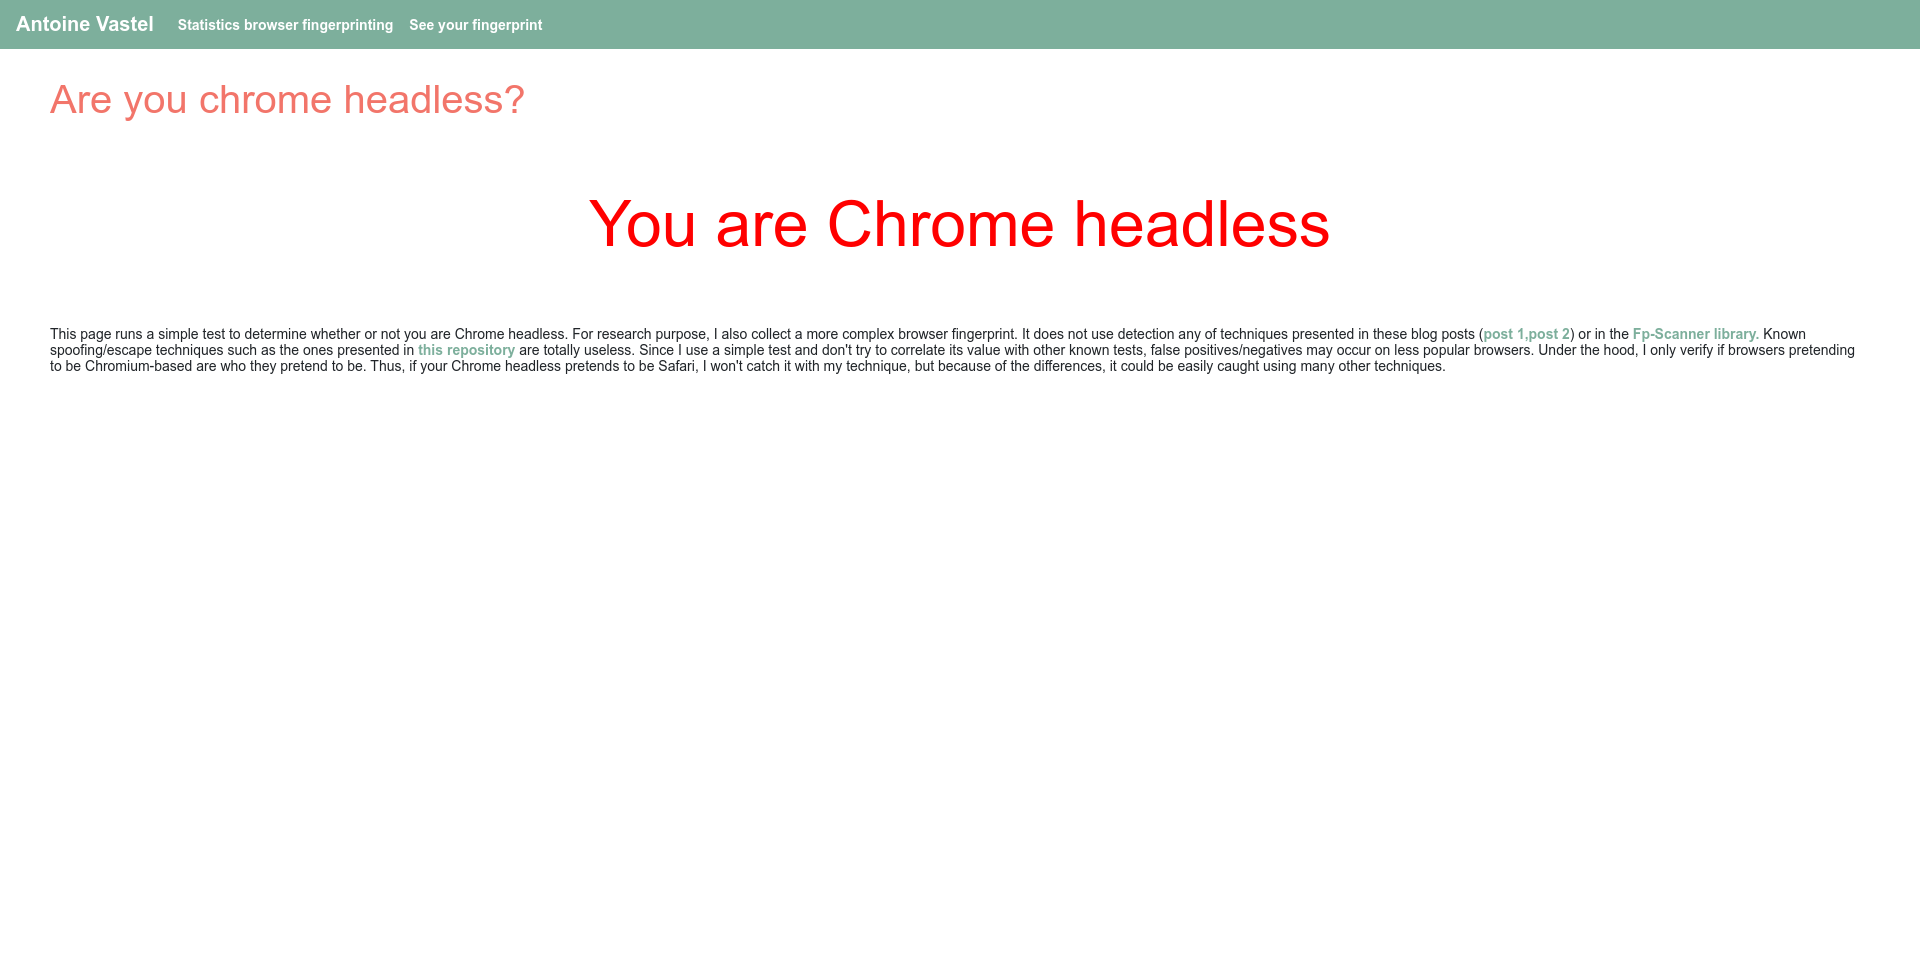 Antoine Vastel Statistics browser fingerprinting See your fingerprint
Are you chrome headless?
You are Chrome headless
This page runs a simple test to determine whether or not you are Chrome headless. For research purpose, I also collect a more complex browser fingerprint. It does not use detection any of techniques presented in these blog posts (post 1,post 2) or in the Fp-Scanner library. Known
spoofing/escape techniques such as the ones presented in this repository are totally useless. Since I use a simple test and don't try to correlate its value with other known tests, false positives/negatives may occur on less popular browsers. Under the hood, I only verify if browsers pretending
to be Chromium-based are who they pretend to be. Thus, if your Chrome headless pretends to be Safari, I won't catch it with my technique, but because of the differences, it could be easily caught using many other techniques.